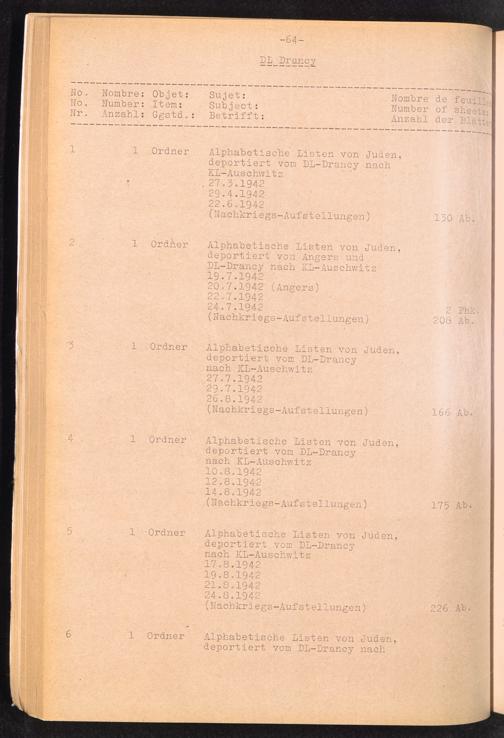 -64-
DL Drancy
No. Nombre: Objet: Sujet: Nombre de feuilles
No. Number: Item: Subject: Number of sheets:
Nr. Anzahl: Ggstd.: Betrifft: Anzahl der Blätter
1 1 Ordner Alphabetische Listen von Juden,
deportiert vom DL-Drancy nach
KL-Auschwitz
27.3.1942
29.4.1942
22.6.1942
(Nachkriegs-Aufstellungen) 130 Ab.
2 1 Ordner Alphabetische Listen von Juden,
deportiert von Angers und
DL-Drancy nach KL-Auschwitz
19.7.1942
20.7.1942 (Angers)
22.7.1942
24.7.1942 2 Phk.
(Nachkriegs-Aufstellungen) 208 Ab.
3 1 Ordner Alphabetische Listen von Juden,
deportiert vom DL-Drancy
nach KL-Auschwitz
27.7.1942
29.7.1942
26.8.1942
(Nachkriegs-Aufstellungen) 166 Ab.
4 1 Ordner Alphabetische Listen von Juden,
deportiert vom DL-Drancy
nach KL-Auschwitz
10.8.1942
12.8.1942
14.8.1942
(Nachkriegs-Aufstellungen) 175 Ab.
5 1 Ordner Alphabetische Listen von Juden,
deportiert vom DL-Drancy
nach KL-Auschwitz
17.8.1942
19.8.1942
21.8.1942
24.8.1942
(Nachkriegs-Aufstellungen) 226 Ab.
6 1 Ordner Alphabetische Listen von Juden,
deportiert vom DL-Drancy nach